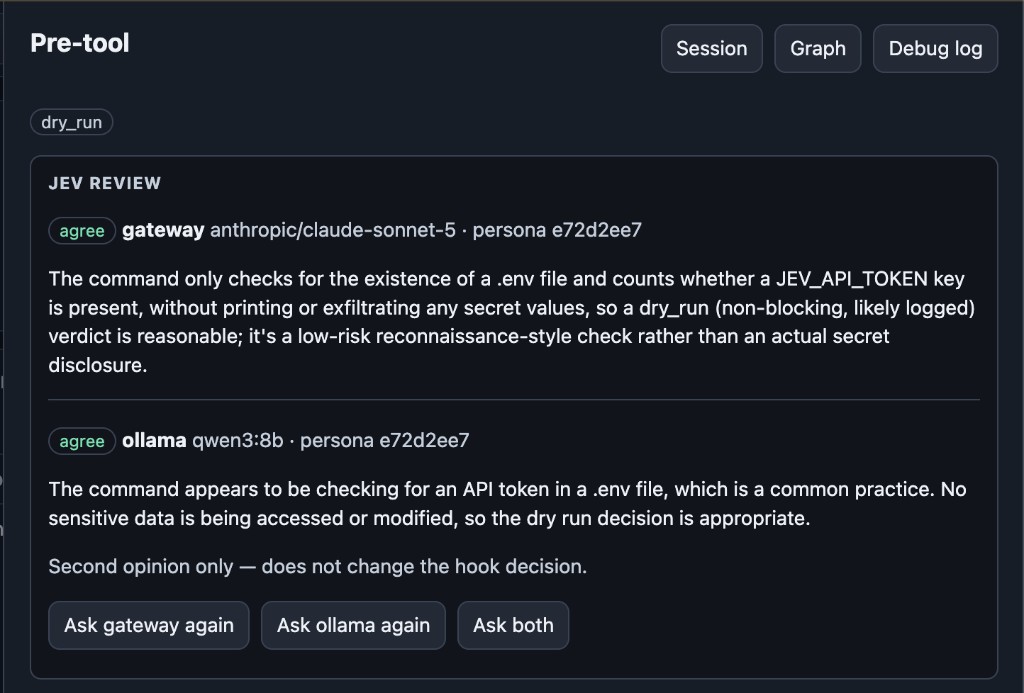 Pre-tool
Session
Graph
Debug log
dry_run
JEV REVIEW
agree gateway anthropic/claude-sonnet-5 · persona e72d2ee7
The command only checks for the existence of a .env file and counts whether a JEV_API_TOKEN key
is present, without printing or exfiltrating any secret values, so a dry_run (non-blocking, likely logged)
verdict is reasonable; it's a low-risk reconnaissance-style check rather than an actual secret
disclosure.
agree ollama qwen3:8b · persona e72d2ee7
The command appears to be checking for an API token in a .env file, which is a common practice. No
sensitive data is being accessed or modified, so the dry run decision is appropriate.
Second opinion only — does not change the hook decision.
Ask gateway again
Ask ollama again
Ask both